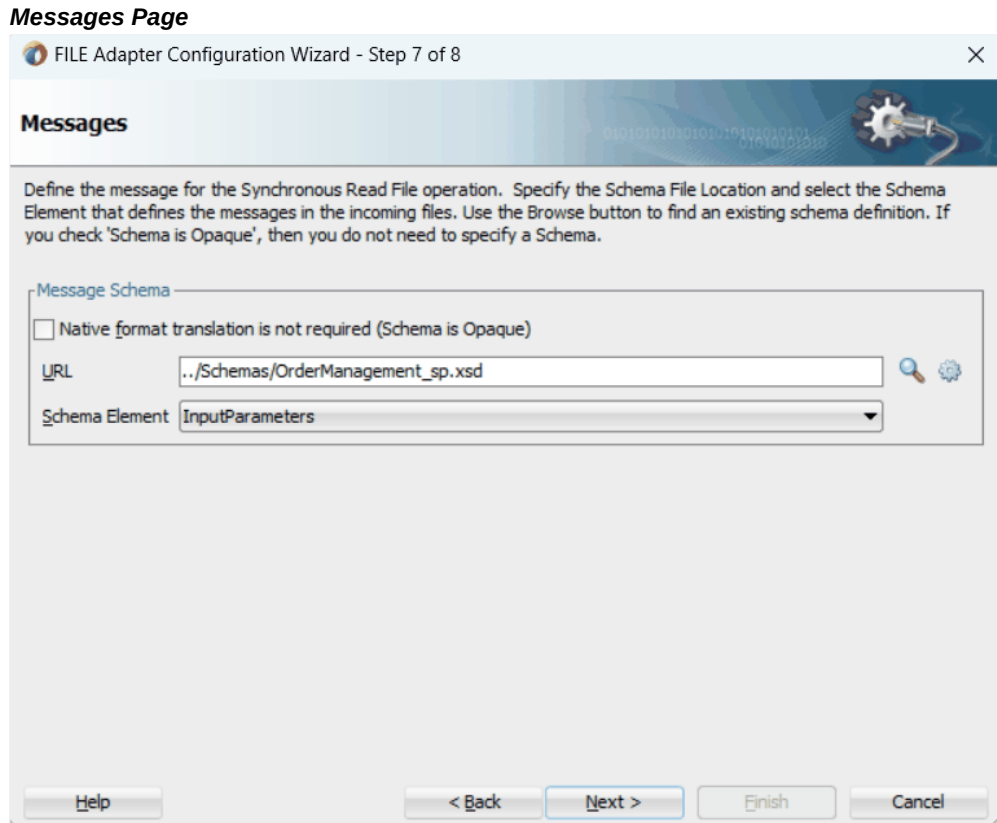 Messages Page
FILE Adapter Configuration Wizard - Step 7 of 8
Messages
Define the message for the Synchronous Read File operation.  Specify the Schema File Location and select the Schema
Element that defines the messages in the incoming files. Use the Browse button to find an existing schema definition. If
you check 'Schema is Opaque', then you do not need to specify a Schema.
Message Schema
Native format translation is not required (Schema is Opaque)
URL ../Schemas/OrderManagement_sp.xsd
Schema Element InputParameters
Help < Back Next > Finish Cancel